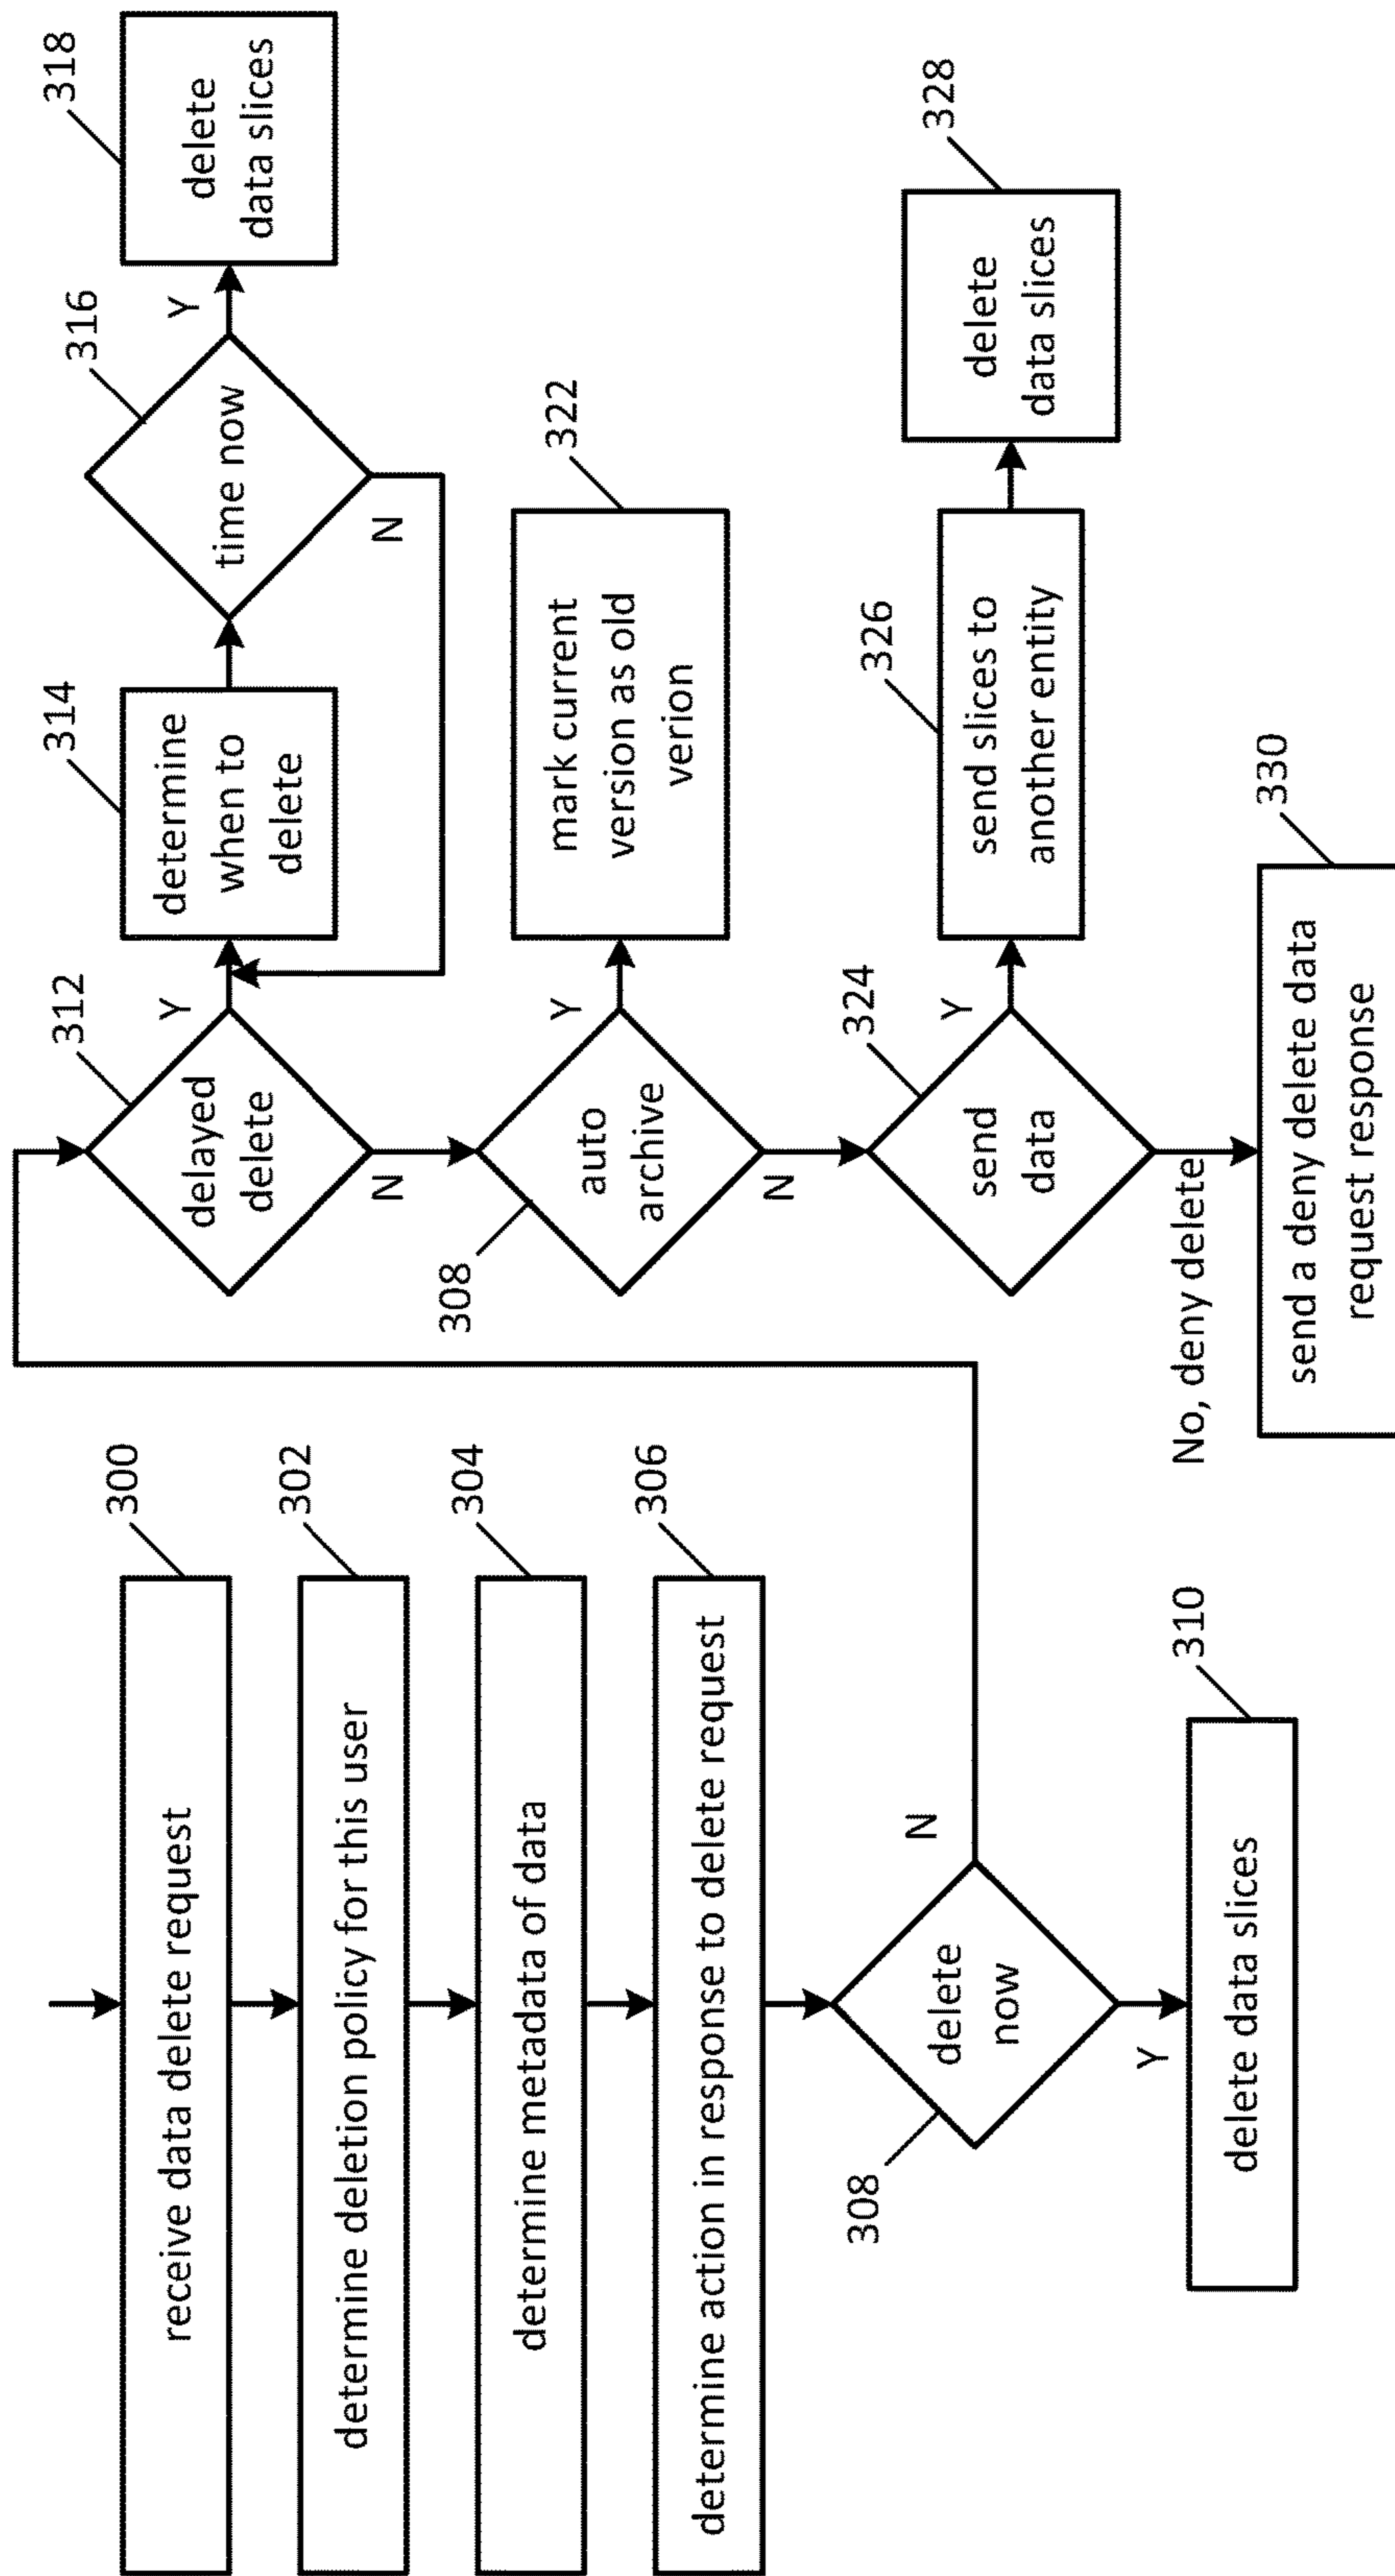 300
receive data delete request
302
determine deletion policy for this user
304
determine metadata of data
306
determine action in response to delete request
308
delete
now
N
Y
310
delete data slices
312
delayed
delete
Y
N
314
determine
when to
delete
316
time now
Y
N
318
delete
data slices
308
auto
archive
Y
N
322
mark current
version as old
verion
324
send
data
Y
No, deny delete
326
send slices to
another entity
328
delete
data slices
330
send a deny delete data
request response